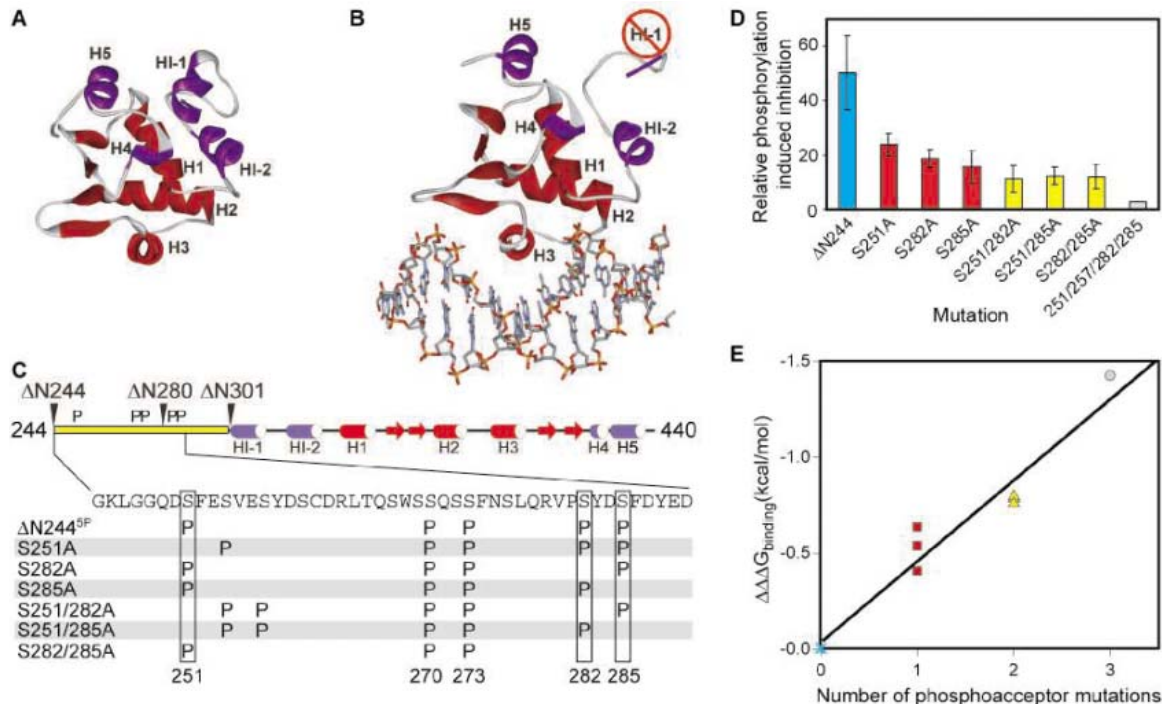 A
H5
HI-1
H4
H1
HI-2
H2
H3
B
H5
HI-1
H4
HI-2
H1
H2
H3
C
ΔN244 ΔN280 ΔN301
P PP PP
244 440
HI-1 HI-2 H1 H2 H3 H4 H5
GKLGGQDSFESVESYDSCDRLTQSWSSQSSFNSLQRVPSYDSFDYED
ΔN244⁵ᴾ P P P P P
S251A P P P P P
S282A P P P P
S285A P P P P
S251/282A P P P P P
S251/285A P P P P P
S282/285A P P P
251 270 273 282 285
D
Relative phosphorylation
induced inhibition
60
40
20
0
ΔN244
S251A
S282A
S285A
S251/282A
S251/285A
S282/285A
251/257/282/285
Mutation
E
ΔΔΔG binding(kcal/mol)
-1.5
-1.0
-0.5
-0.0
0 1 2 3
Number of phosphoacceptor mutations